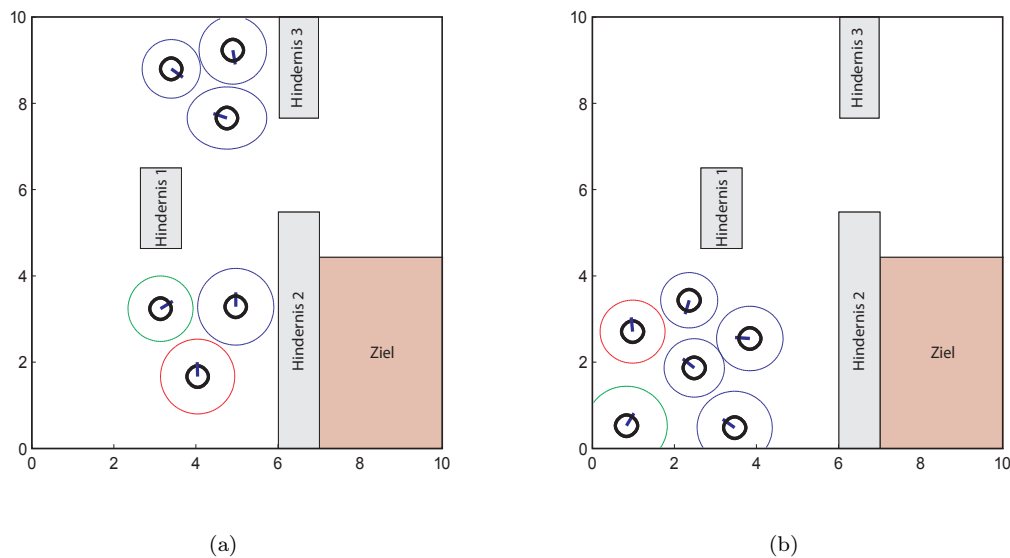 10
8
6
4
2
0
0 2 4 6 8 10
Hindernis 3
Hindernis 1
Hindernis 2
Ziel
(a)
10
8
6
4
2
0
0 2 4 6 8 10
Hindernis 3
Hindernis 1
Hindernis 2
Ziel
(b)